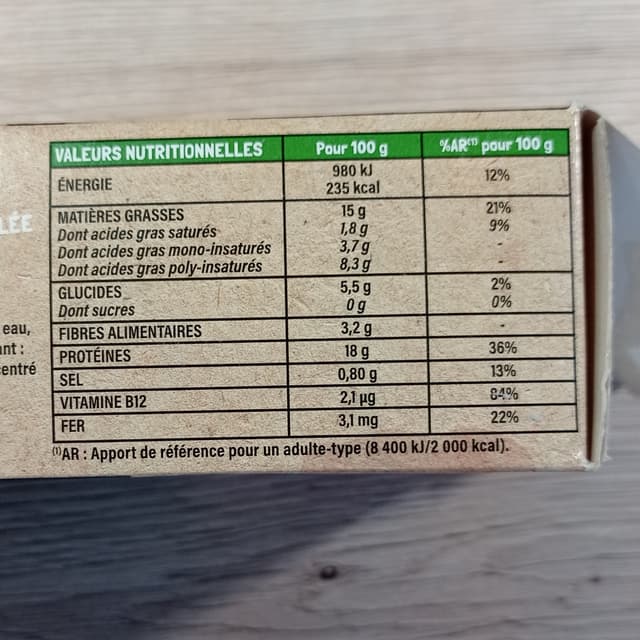 VALEURS NUTRITIONNELLES Pour 100 g %AR(1) pour 100 g
ÉNERGIE 980 kJ 12%
235 kcal
MATIÈRES GRASSES 15 g 21%
Dont acides gras saturés 1,8 g 9%
Dont acides gras mono-insaturés 3,7 g -
Dont acides gras poly-insaturés 8,3 g -
GLUCIDES 5,5 g 2%
Dont sucres 0 g 0%
FIBRES ALIMENTAIRES 3,2 g -
PROTÉINES 18 g 36%
SEL 0,80 g 13%
VITAMINE B12 2,1 µg 84%
FER 3,1 mg 22%
(1)AR : Apport de référence pour un adulte-type (8 400 kJ/2 000 kcal).
LÉE
eau,